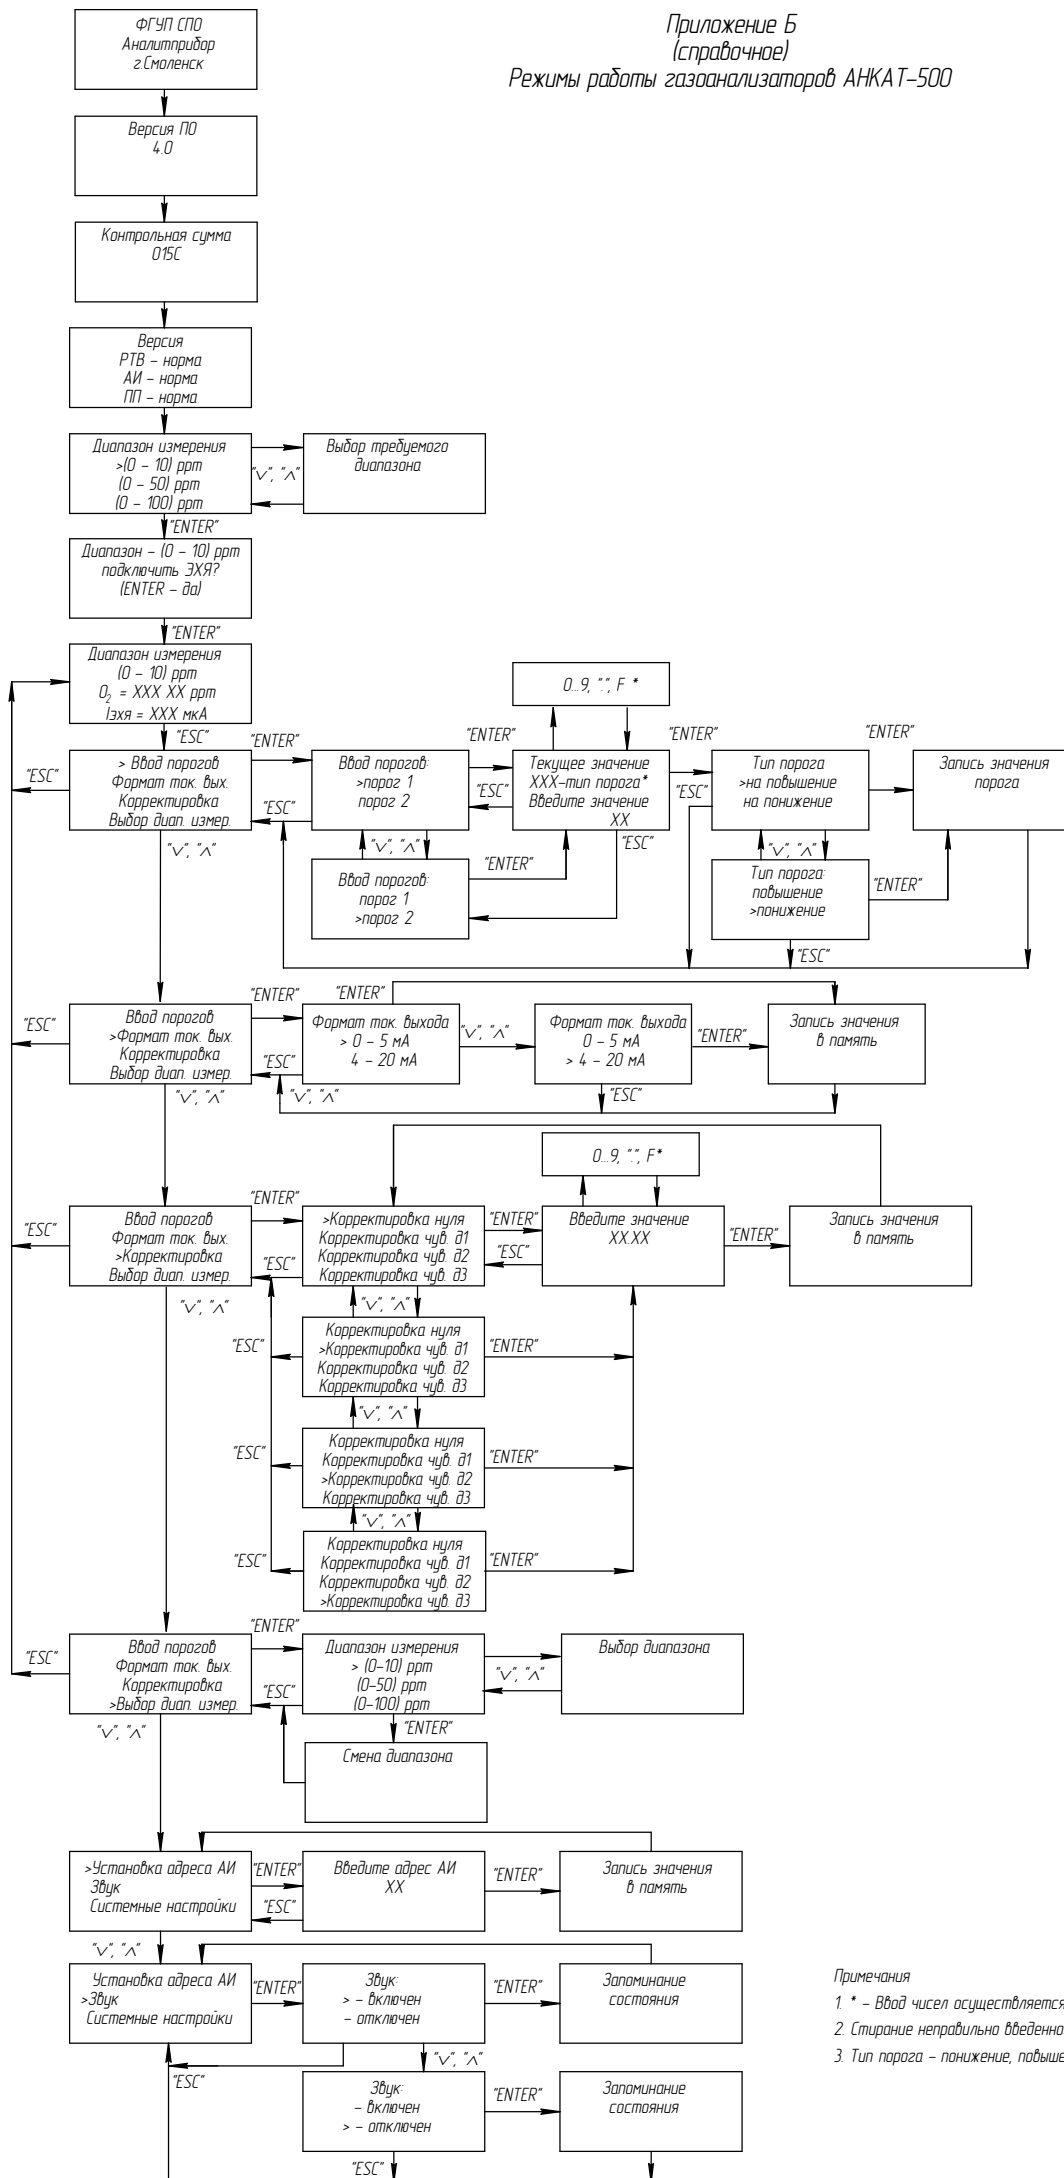 Приложение Б
(справочное)
Режимы работы газоанализаторов АНКАТ-500
ФГУП СПО
Аналитприбор
г.Смоленск
Версия ПО
4.0
Контрольная сумма
015С
Версия
РТВ - норма
АИ - норма
ПП - норма
Диапазон измерения
>(0 - 10) ppm
(0 - 50) ppm
(0 - 100) ppm
"∨", "∧"
Выбор требуемого
диапазона
"ENTER"
Диапазон - (0 - 10) ppm
подключить ЭХЯ?
(ENTER - да)
"ENTER"
Диапазон измерения
(0 - 10) ppm
O2 = XXX XX ppm
Iэхя = XXX мкА
"ESC"
0...9, ".", F *
"ESC"
> Ввод порогов
Формат ток. вых.
Корректировка
Выбор диап. измер.
"ENTER"
"ESC"
Ввод порогов:
>порог 1
порог 2
"ENTER"
"ESC"
Текущее значение
XXX-тип порога*
Введите значение
XX
"ENTER"
"ESC"
Тип порога
>на повышение
на понижение
"ENTER"
Запись значения
порога
"∨", "∧"
"∨", "∧"
"ENTER"
"ESC"
"∨", "∧"
Ввод порогов:
порог 1
>порог 2
Тип порога:
повышение
>понижение
"ENTER"
"ESC"
"ESC"
Ввод порогов
>Формат ток. вых.
Корректировка
Выбор диап. измер.
"ENTER"
"ESC"
"ENTER"
Формат ток. выхода
> 0 - 5 мА
4 - 20 мА
"∨", "∧"
Формат ток. выхода
0 - 5 мА
> 4 - 20 мА
"ENTER"
Запись значения
в память
"∨", "∧"
"∨", "∧"
"ESC"
0...9, ".", F*
"ESC"
Ввод порогов
Формат ток. вых.
>Корректировка
Выбор диап. измер.
"ENTER"
"ESC"
>Корректировка нуля
Корректировка чув. д1
Корректировка чув. д2
Корректировка чув. д3
"ENTER"
"ESC"
Введите значение
XX.XX
"ENTER"
Запись значения
в память
"∨", "∧"
"∨", "∧"
"ESC"
Корректировка нуля
>Корректировка чув. д1
Корректировка чув. д2
Корректировка чув. д3
"ENTER"
"∨", "∧"
"ESC"
Корректировка нуля
Корректировка чув. д1
>Корректировка чув. д2
Корректировка чув. д3
"ENTER"
"∨", "∧"
"ESC"
Корректировка нуля
Корректировка чув. д1
Корректировка чув. д2
>Корректировка чув. д3
"ENTER"
"ESC"
Ввод порогов
Формат ток. вых.
Корректировка
>Выбор диап. измер.
"ENTER"
"ESC"
Диапазон измерения
> (0-10) ppm
(0-50) ppm
(0-100) ppm
"∨", "∧"
Выбор диапазона
"∨", "∧"
"ENTER"
Смена диапазона
>Установка адреса АИ
Звук
Системные настройки
"ENTER"
"ESC"
Введите адрес АИ
XX
"ENTER"
Запись значения
в память
"∨", "∧"
Установка адреса АИ
>Звук
Системные настройки
"ENTER"
Звук:
> - включен
- отключен
"ENTER"
Запоминание
состояния
"∨", "∧"
"ESC"
Звук:
- включен
> - отключен
"ENTER"
Запоминание
состояния
"ESC"
Примечания
1. * - Ввод чисел осуществляется
2. Стирание неправильно
3. Тип порога - понижение,